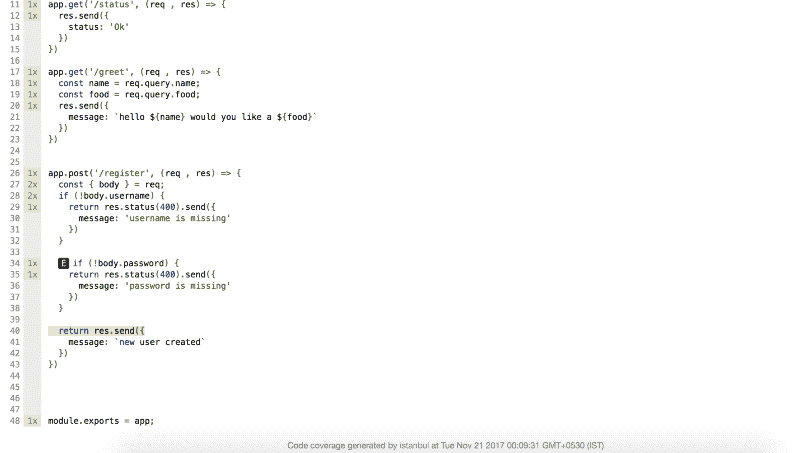 11 1x app.get('/status', (req , res) => {
12 1x res.send({
13 status: 'Ok'
14 })
15 })
16
17 1x app.get('/greet', (req , res) => {
18 1x const name = req.query.name;
19 1x const food = req.query.food;
20 1x res.send({
21 message: `hello ${name} would you like a ${food}`
22 })
23 })
24
25
26 1x app.post('/register', (req , res) => {
27 2x const { body } = req;
28 2x if (!body.username) {
29 1x return res.status(400).send({
30 message: 'username is missing'
31 })
32 }
33
34 1x E if (!body.password) {
35 1x return res.status(400).send({
36 message: 'password is missing'
37 })
38 }
39
40 return res.send({
41 message: `new user created`
42 })
43 })
44
45
46
47
48 1x module.exports = app;
Code coverage generated by istanbul at Tue Nov 21 2017 00:09:31 GMT+0530 (IST)